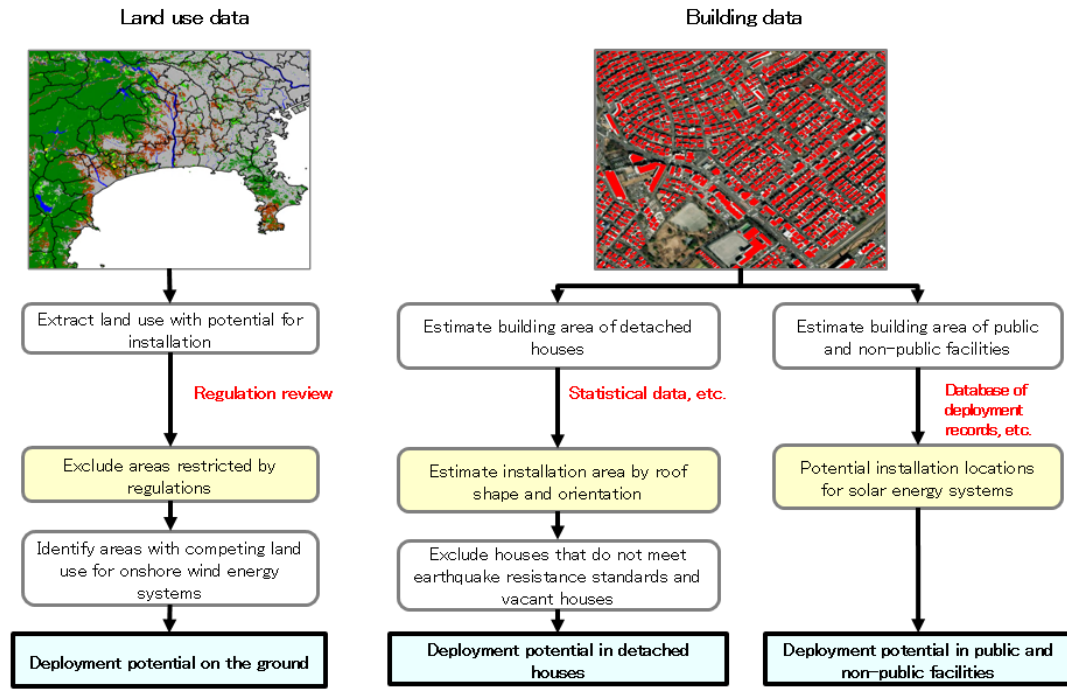 Land use data
Building data
Extract land use with potential for
installation
Regulation review
Exclude areas restricted by
regulations
Identify areas with competing land
use for onshore wind energy
systems
Deployment potential on the ground
Estimate building area of detached
houses
Statistical data, etc.
Estimate installation area by roof
shape and orientation
Exclude houses that do not meet
earthquake resistance standards and
vacant houses
Deployment potential in detached
houses
Estimate building area of public
and non-public facilities
Database of
deployment
records, etc.
Potential installation locations
for solar energy systems
Deployment potential in public and
non-public facilities